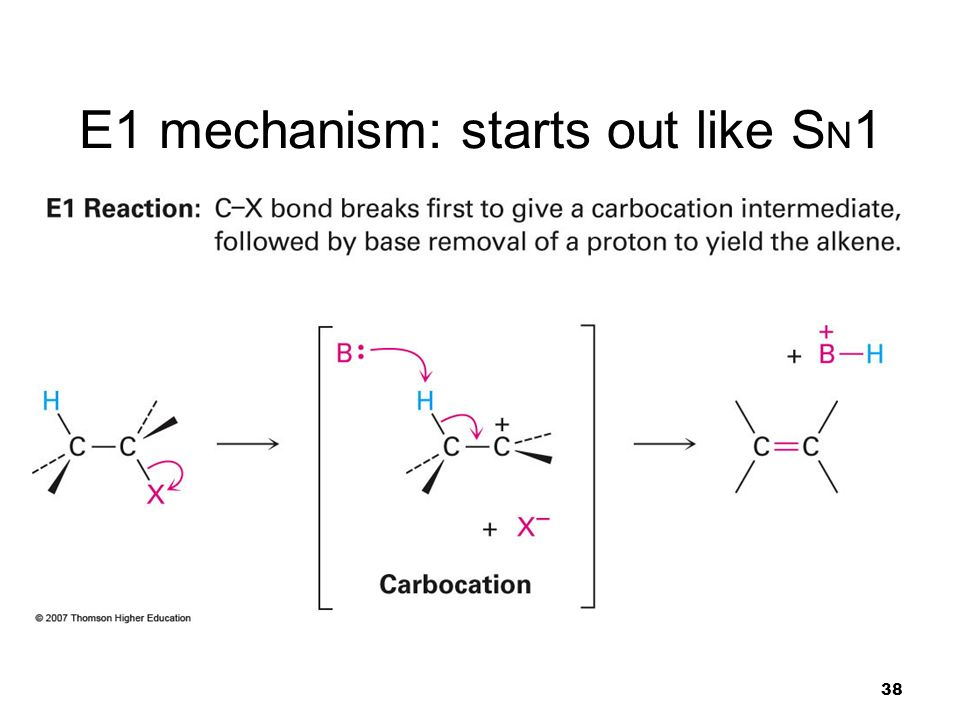 E1 mechanism: starts out like SN1
E1 Reaction: C–X bond breaks first to give a carbocation intermediate,
followed by base removal of a proton to yield the alkene.
B:
H
+
C–C
+ X–
Carbocation
H
C–C
X
+ B+–H
C=C
© 2007 Thomson Higher Education
38